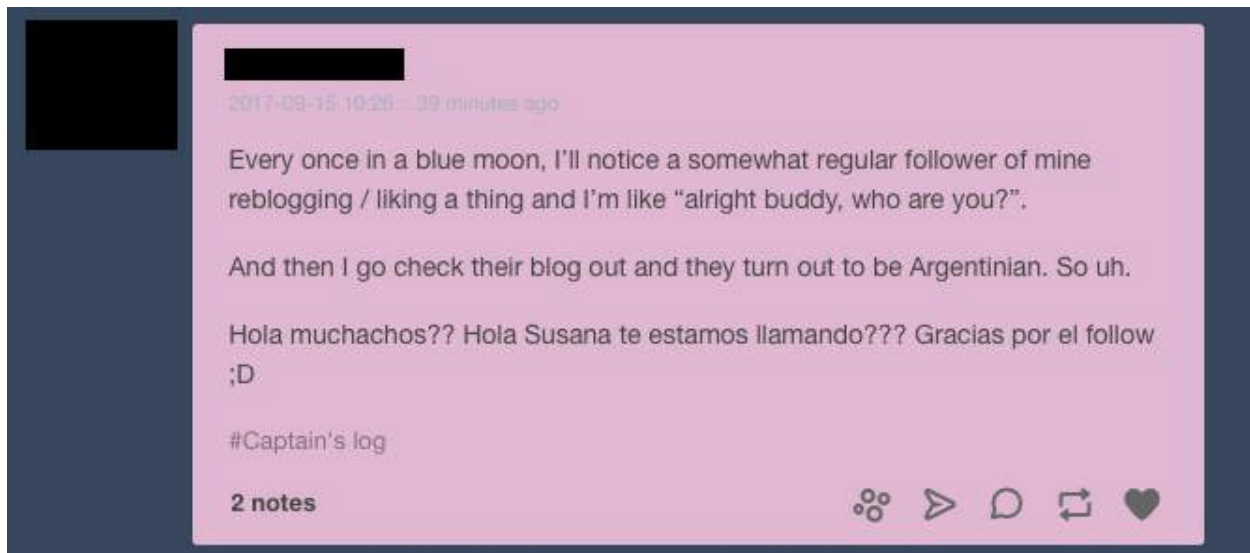 2017-09-15 10:26 :: 39 minutes ago
Every once in a blue moon, I'll notice a somewhat regular follower of mine
reblogging / liking a thing and I'm like “alright buddy, who are you?”.
And then I go check their blog out and they turn out to be Argentinian. So uh.
Hola muchachos?? Hola Susana te estamos llamando??? Gracias por el follow
;D
#Captain's log
2 notes